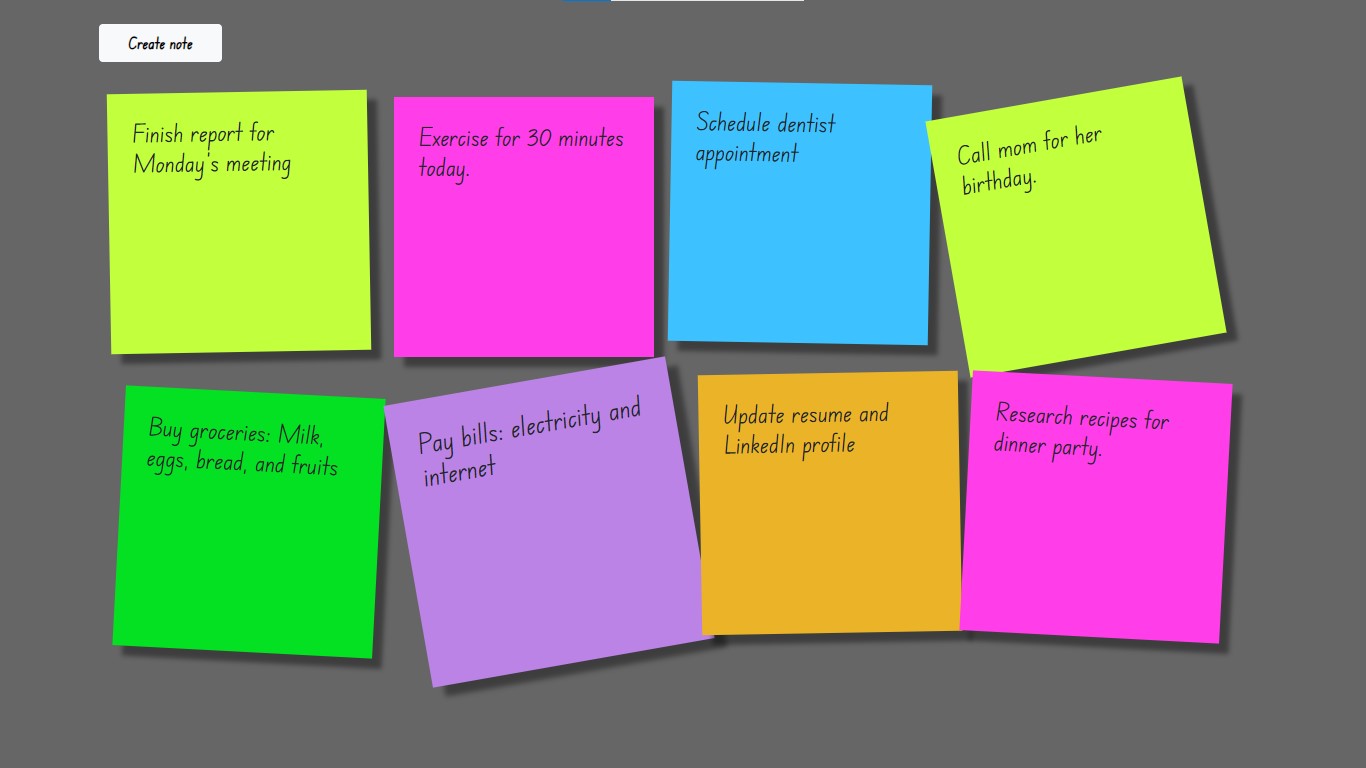 Create note
Finish report for
Monday's meeting
Exercise for 30 minutes
today.
Schedule dentist
appointment
Call mom for her
birthday.
Buy groceries: Milk,
eggs, bread, and fruits
Pay bills: electricity and
internet
Update resume and
LinkedIn profile
Research recipes for
dinner party.